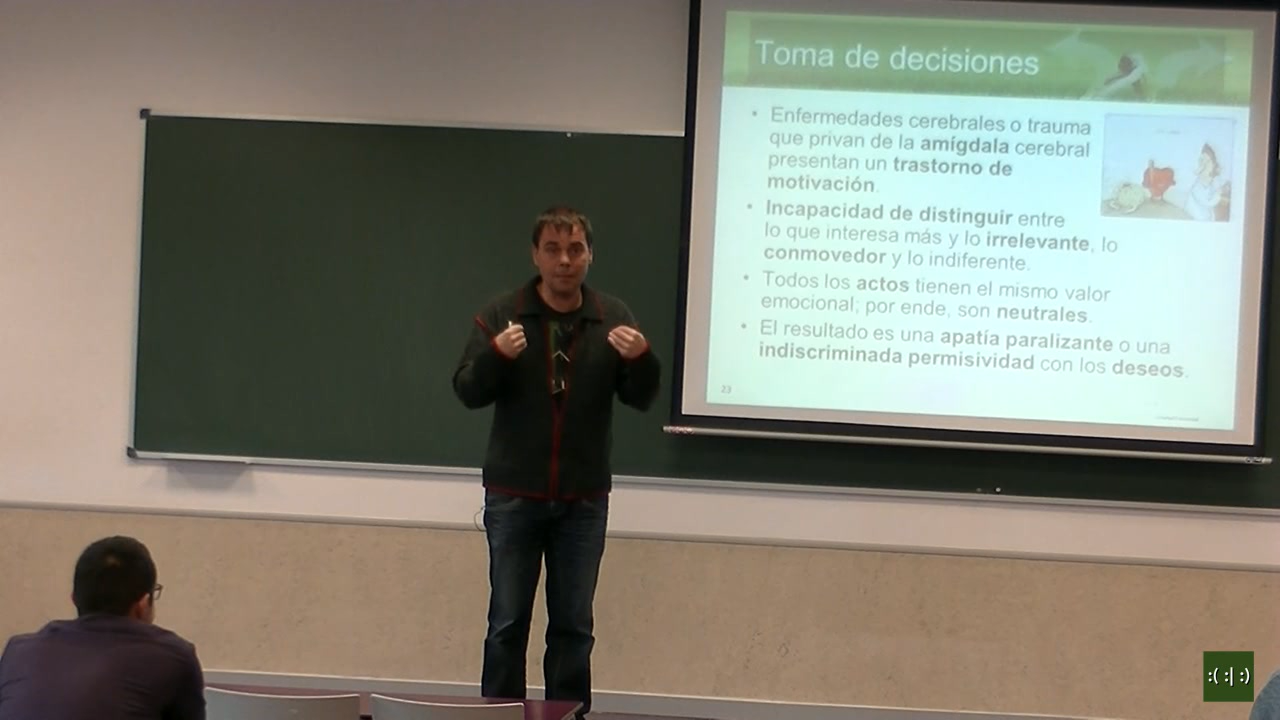 Toma de decisiones
• Enfermedades cerebrales o trauma
que privan de la amígdala cerebral
presentan un trastorno de
motivación.
• Incapacidad de distinguir entre
lo que interesa más y lo irrelevante, lo
conmovedor y lo indiferente.
• Todos los actos tienen el mismo valor
emocional; por ende, son neutrales.
• El resultado es una apatía paralizante o una
indiscriminada permisividad con los deseos.
23
:( :| :)